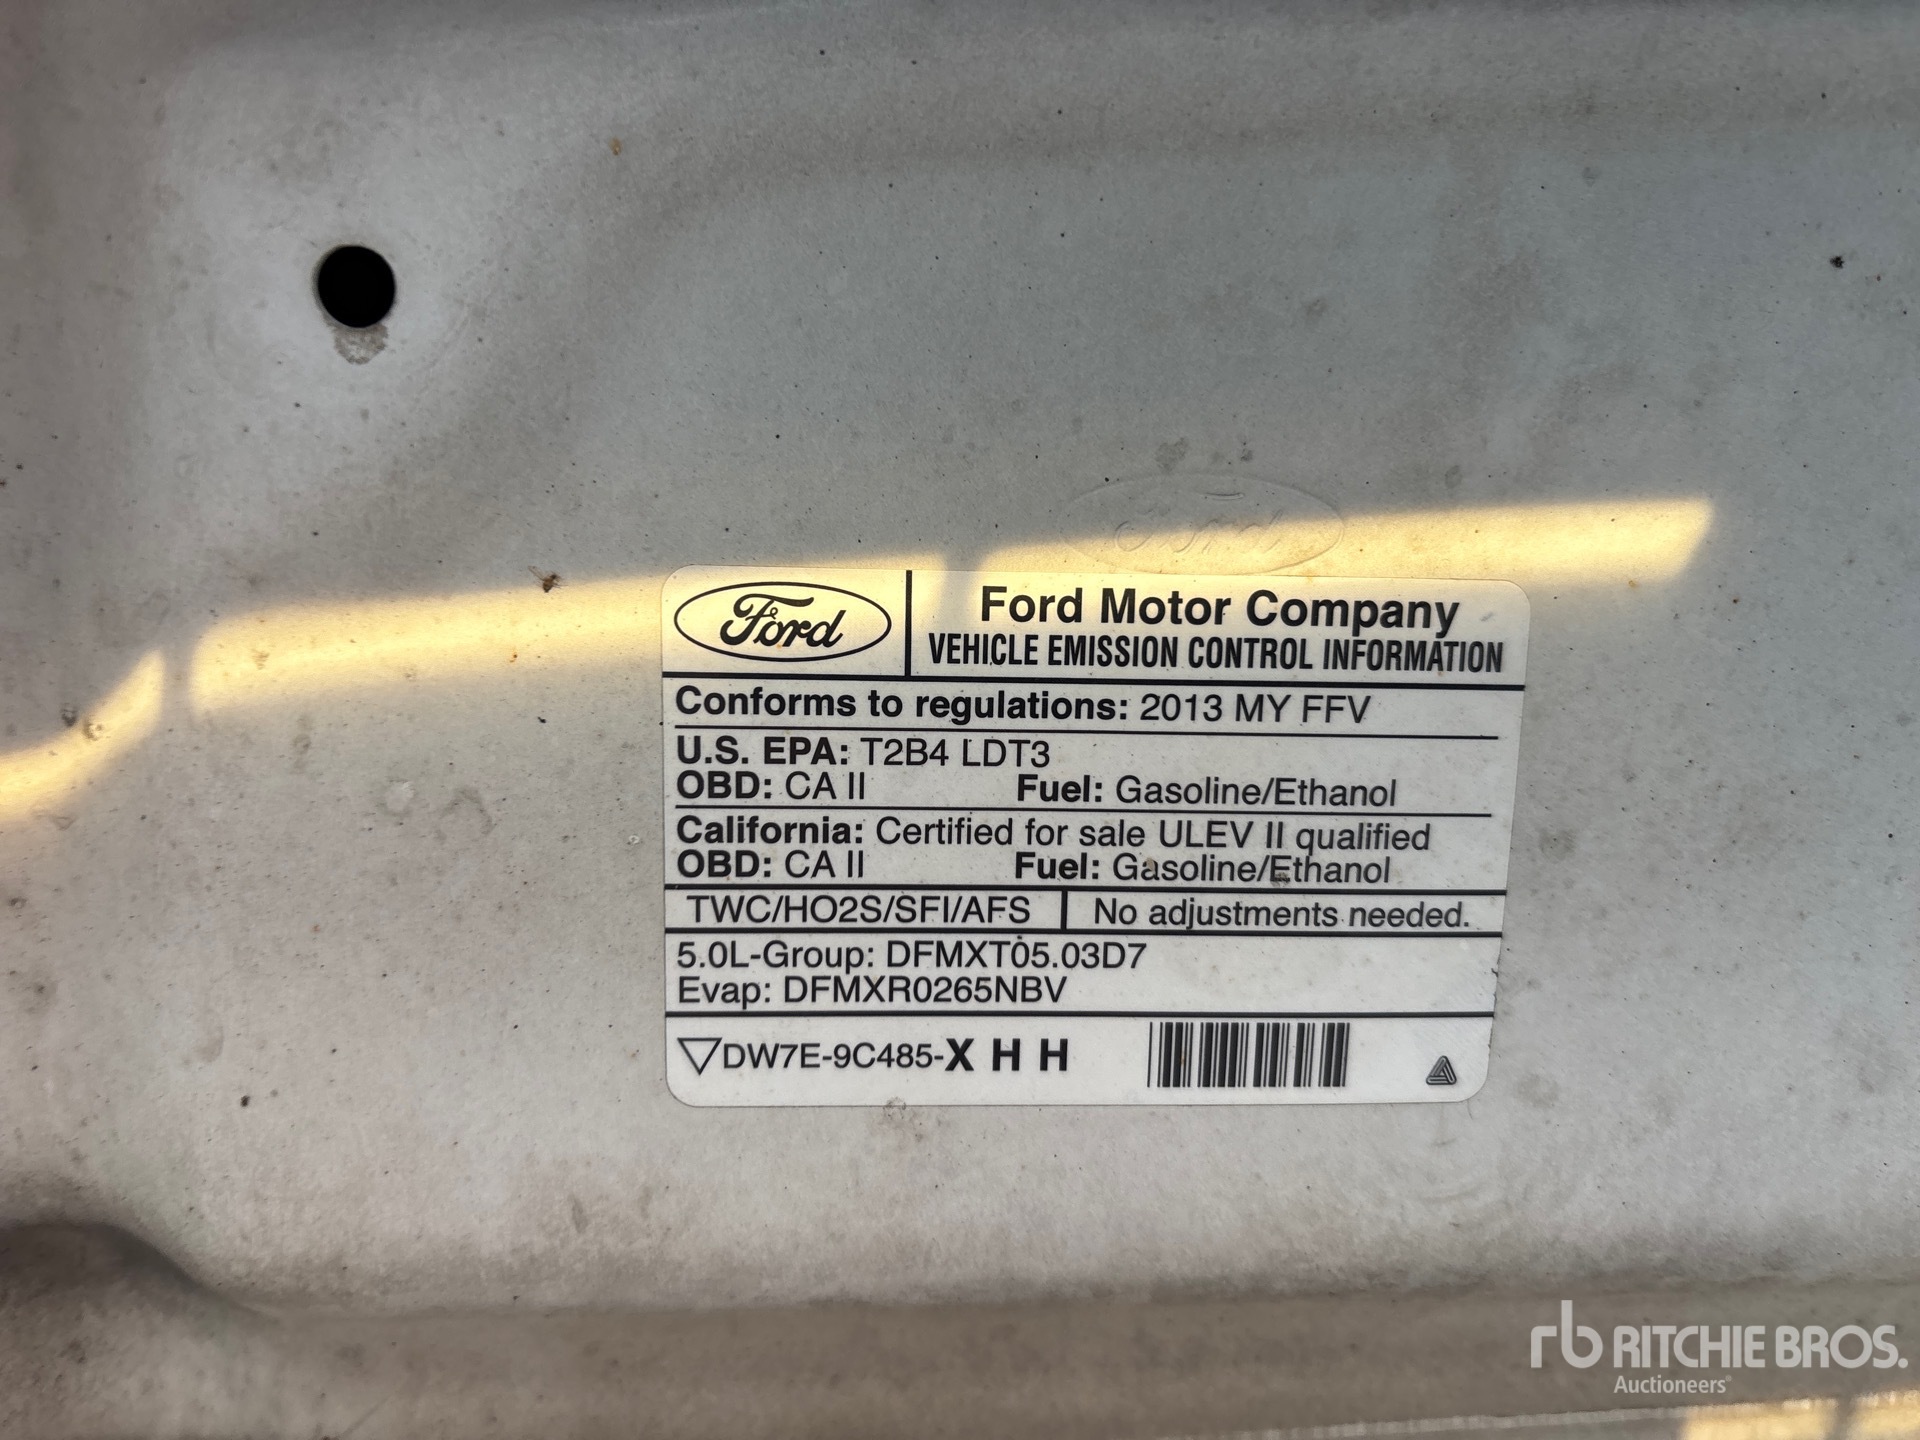 Ford
Ford
Ford Motor Company
VEHICLE EMISSION CONTROL INFORMATION
Conforms to regulations: 2013 MY FFV
U.S. EPA: T2B4 LDT3
OBD: CA II Fuel: Gasoline/Ethanol
California: Certified for sale ULEV II qualified
OBD: CA II Fuel: Gasoline/Ethanol
TWC/HO2S/SFI/AFS No adjustments needed.
5.0L-Group: DFMXT05.03D7
Evap: DFMXR0265NBV
DW7E-9C485-X H H
rb RITCHIE BROS.
Auctioneers